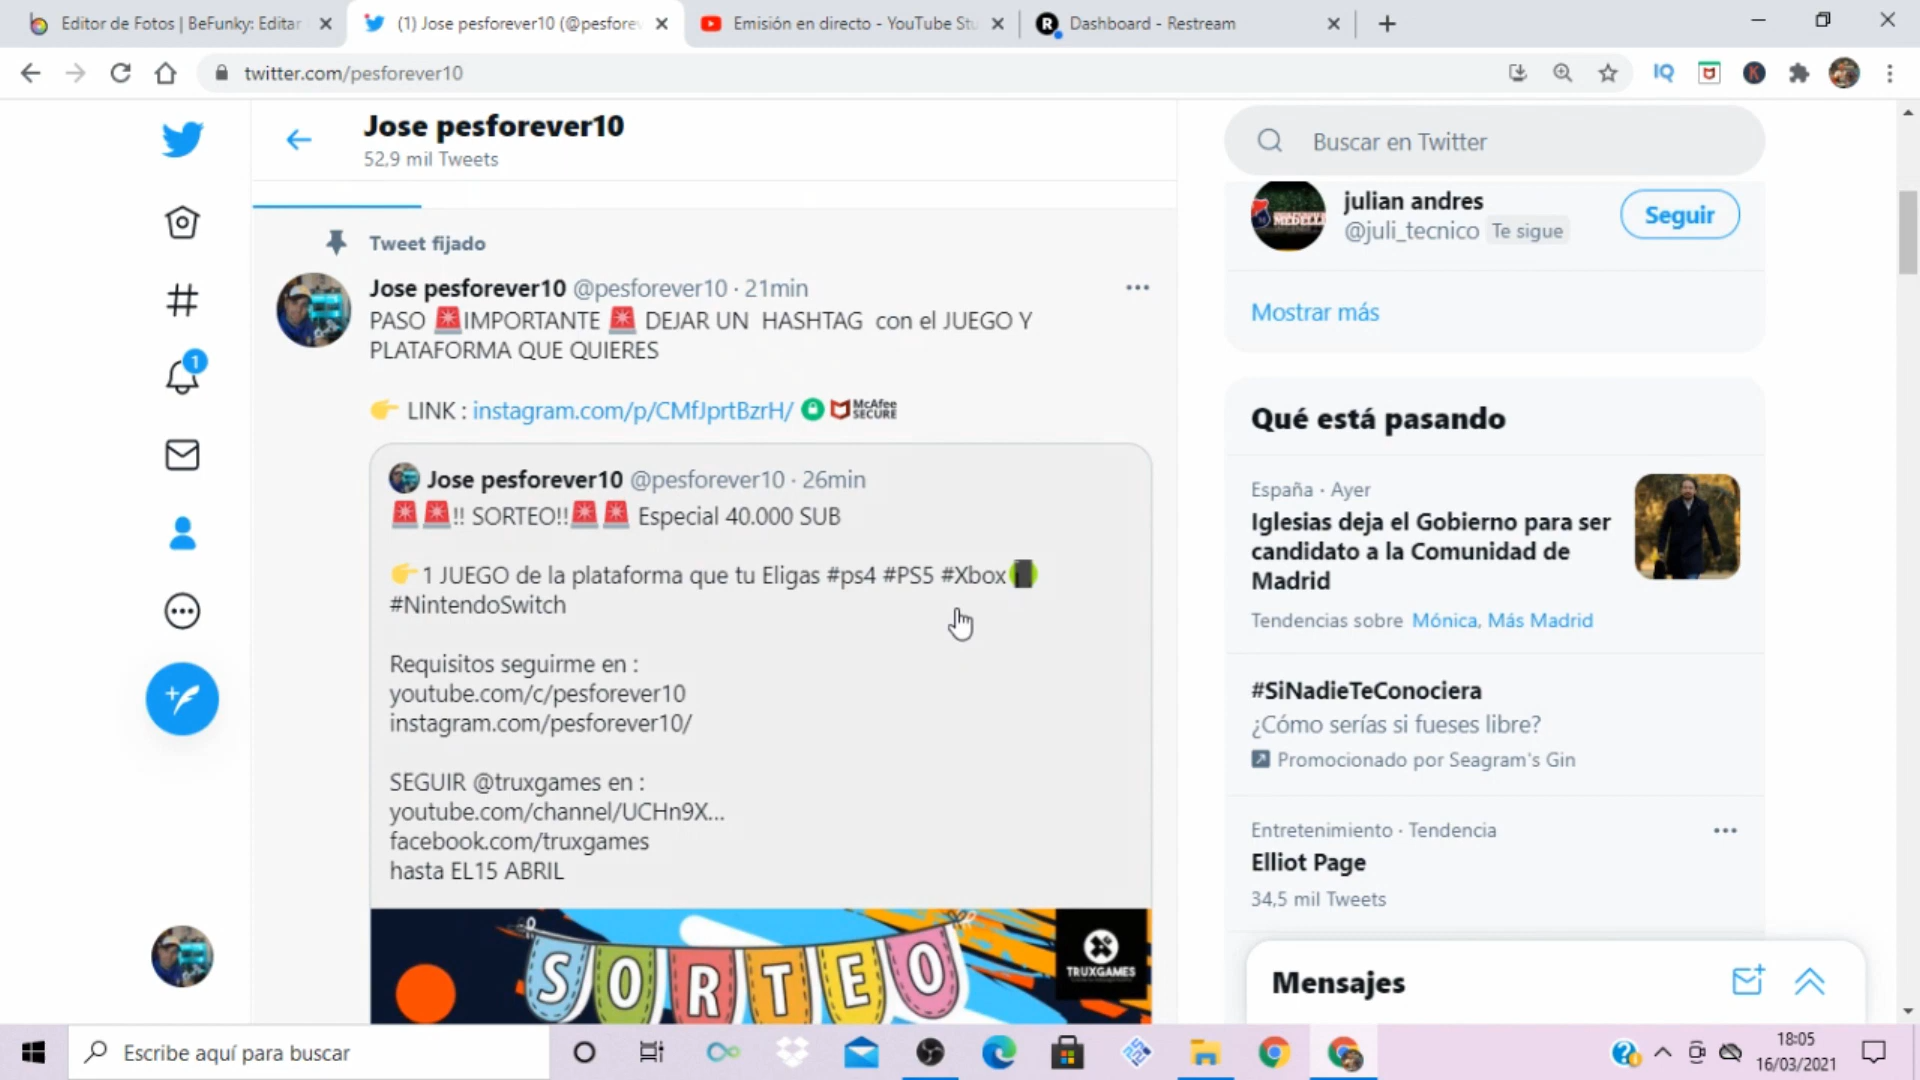 Editor de Fotos | BeFunky: Editar
(1) Jose pesforever10 (@pesforev
Emisión en directo - YouTube Stu
Dashboard - Restream
twitter.com/pesforever10
Jose pesforever10
52,9 mil Tweets
Tweet fijado
Jose pesforever10 @pesforever10 · 21min
PASO 🚨IMPORTANTE 🚨 DEJAR UN HASHTAG con el JUEGO Y
PLATAFORMA QUE QUIERES
👉 LINK : instagram.com/p/CMfJprtBzrH/ McAfee SECURE
Jose pesforever10 @pesforever10 · 26min
🚨🚨!! SORTEO!!🚨🚨 Especial 40.000 SUB
👉1 JUEGO de la plataforma que tu Eligas #ps4 #PS5 #Xbox
#NintendoSwitch
Requisitos seguirme en :
youtube.com/c/pesforever10
instagram.com/pesforever10/
SEGUIR @truxgames en :
youtube.com/channel/UCHn9X...
facebook.com/truxgames
hasta EL15 ABRIL
SORTEO
TRUXGAMES
Buscar en Twitter
julian andres
@juli_tecnico Te sigue
Seguir
Mostrar más
Qué está pasando
España · Ayer
Iglesias deja el Gobierno para ser
candidato a la Comunidad de
Madrid
Tendencias sobre Mónica, Más Madrid
#SiNadieTeConociera
¿Cómo serías si fueses libre?
Promocionado por Seagram's Gin
Entretenimiento · Tendencia
Elliot Page
34,5 mil Tweets
Mensajes
Escribe aquí para buscar
18:05
16/03/2021